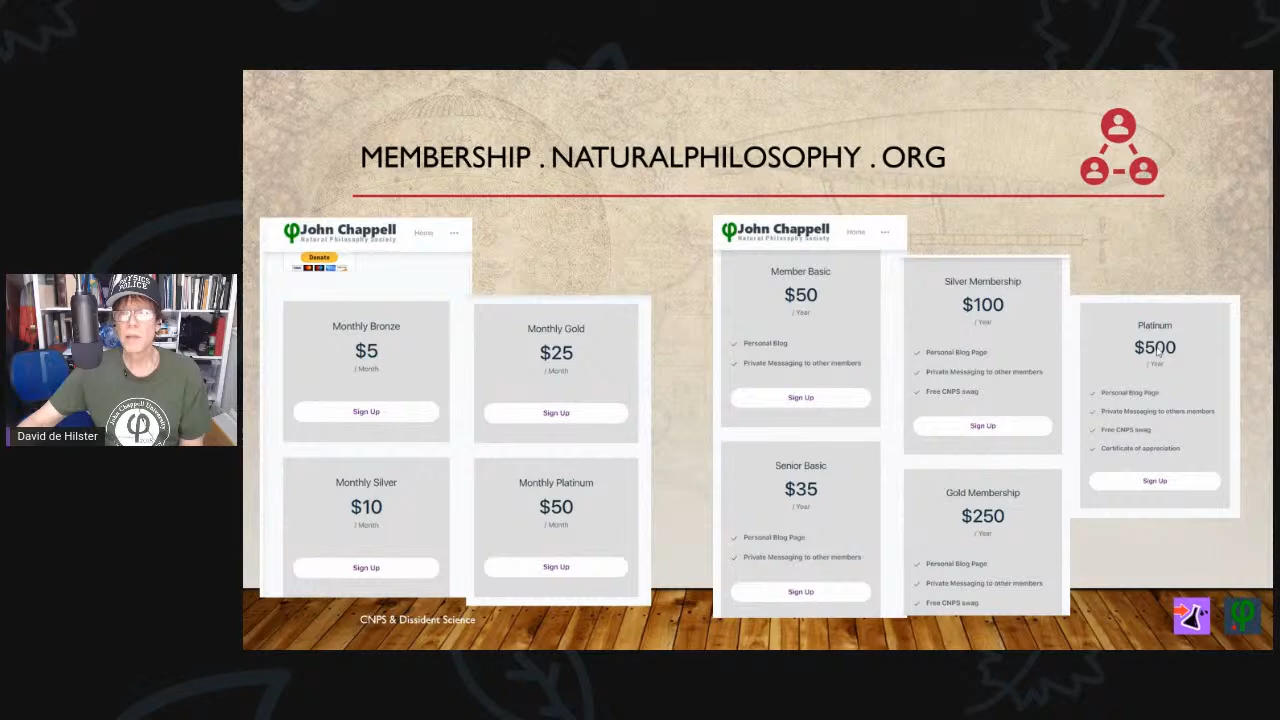 MEMBERSHIP . NATURALPHILOSOPHY . ORG
John Chappell
Natural Philosophy Society
Home
Donate
Monthly Bronze
$5
/ Month
Sign Up
Monthly Silver
$10
/ Month
Sign Up
Monthly Gold
$25
/ Month
Sign Up
Monthly Platinum
$50
/ Month
Sign Up
John Chappell
Natural Philosophy Society
Home
Member Basic
$50
/ Year
Personal Blog
Private Messaging to other members
Sign Up
Senior Basic
$35
/ Year
Personal Blog Page
Private Messaging to other members
Sign Up
Silver Membership
$100
/ Year
Personal Blog Page
Private Messaging to other members
Free CNPS swag
Sign Up
Gold Membership
$250
/ Year
Personal Blog Page
Private Messaging to other members
Free CNPS swag
Platinum
$500
/ Year
Personal Blog Page
Private Messaging to others members
Free CNPS swag
Certificate of appreciation
Sign Up
PHYSICS
POLICE
John Chappell University
David de Hilster
CNPS & Dissident Science